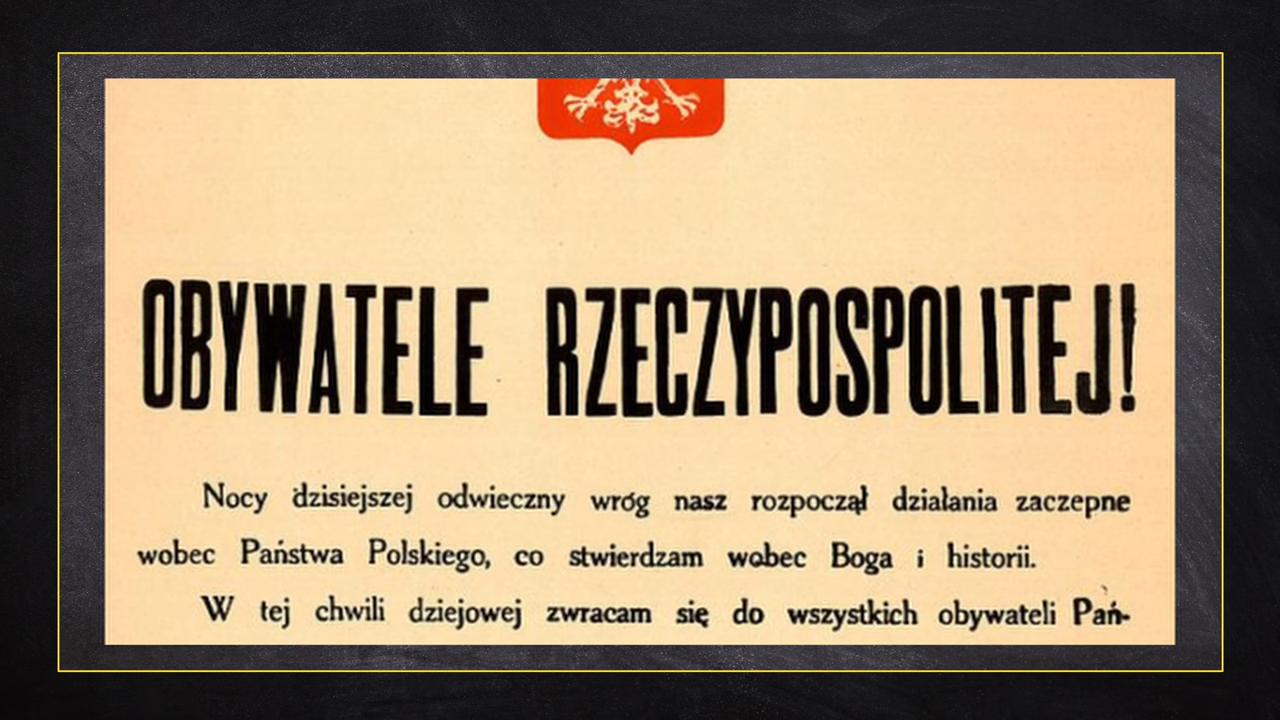 OBYWATELE RZECZYPOSPOLITEJ!
Nocy dzisiejszej odwieczny wróg nasz rozpoczął działania zaczepne
wobec Państwa Polskiego, co stwierdzam wobec Boga i historii.
W tej chwili dziejowej zwracam się do wszystkich obywateli Pań-